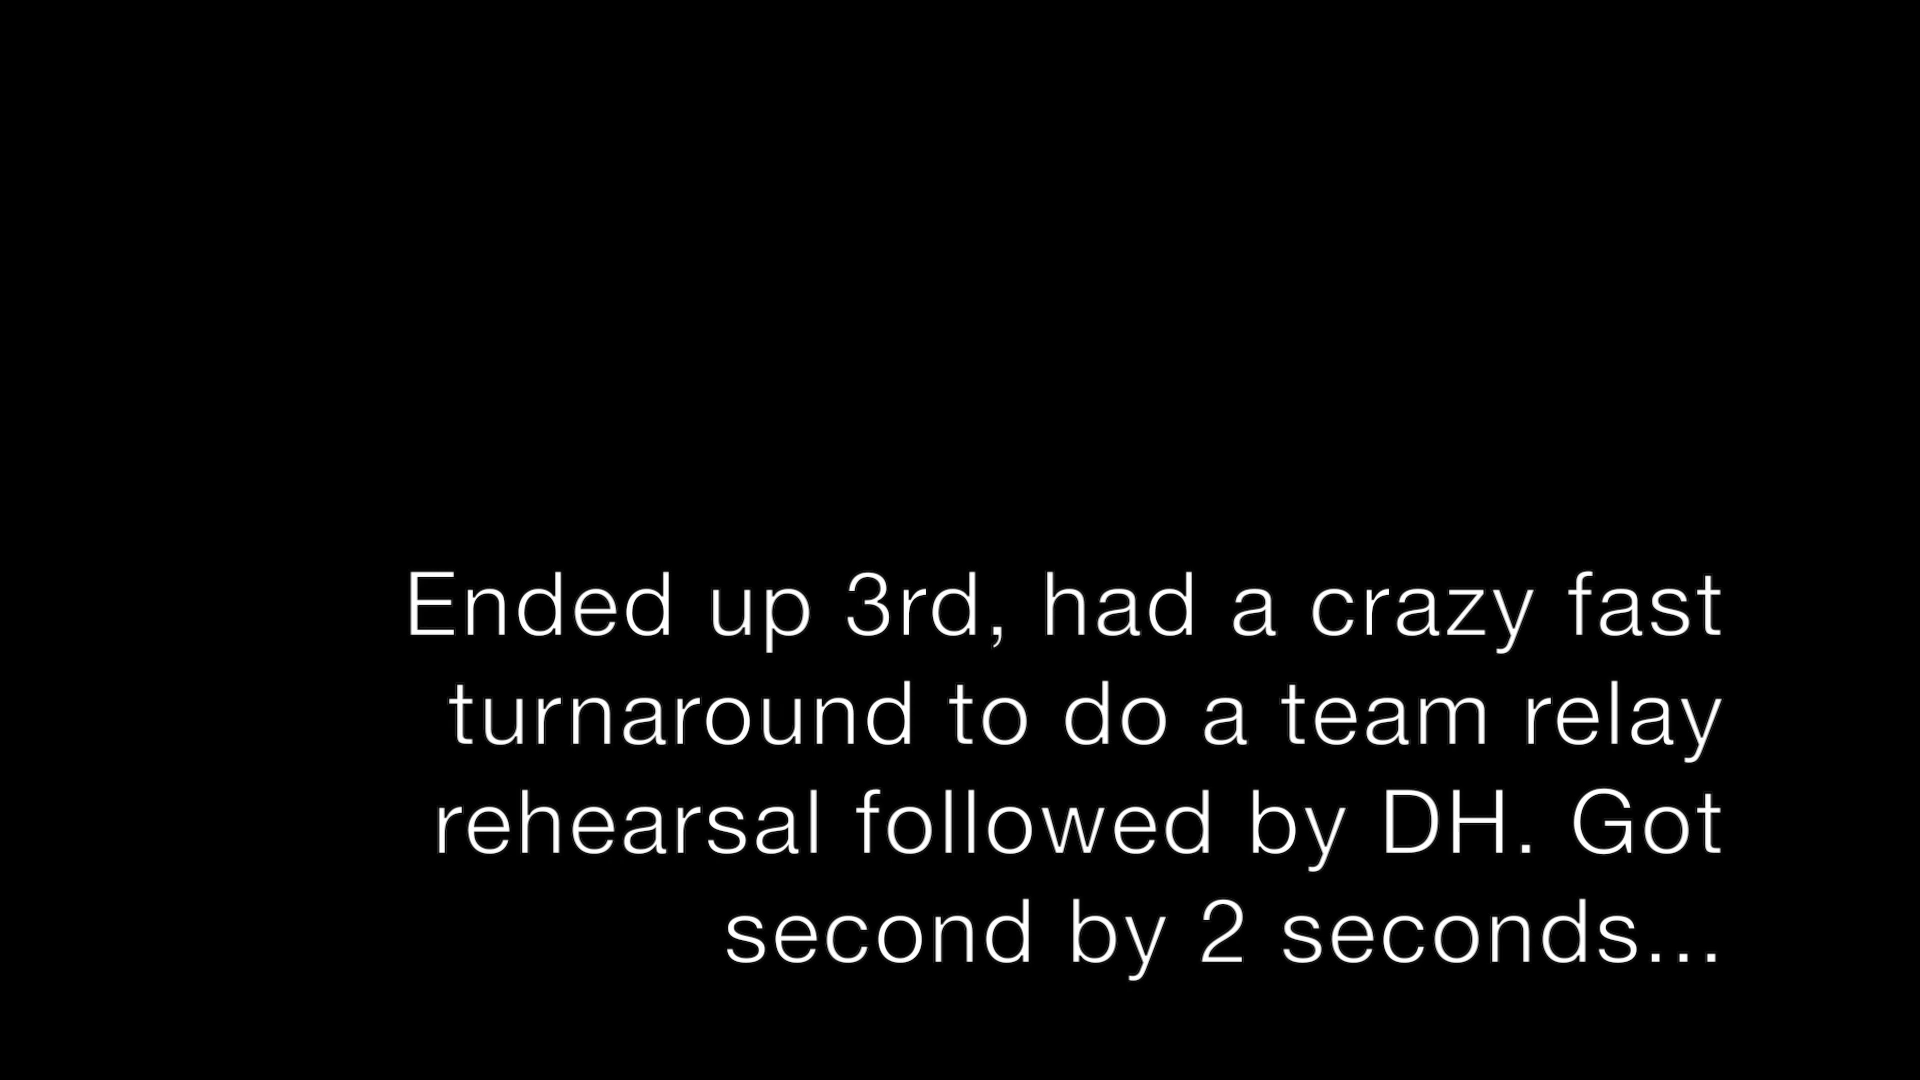 Ended up 3rd, had a crazy fast
turnaround to do a team relay
rehearsal followed by DH. Got
second by 2 seconds...